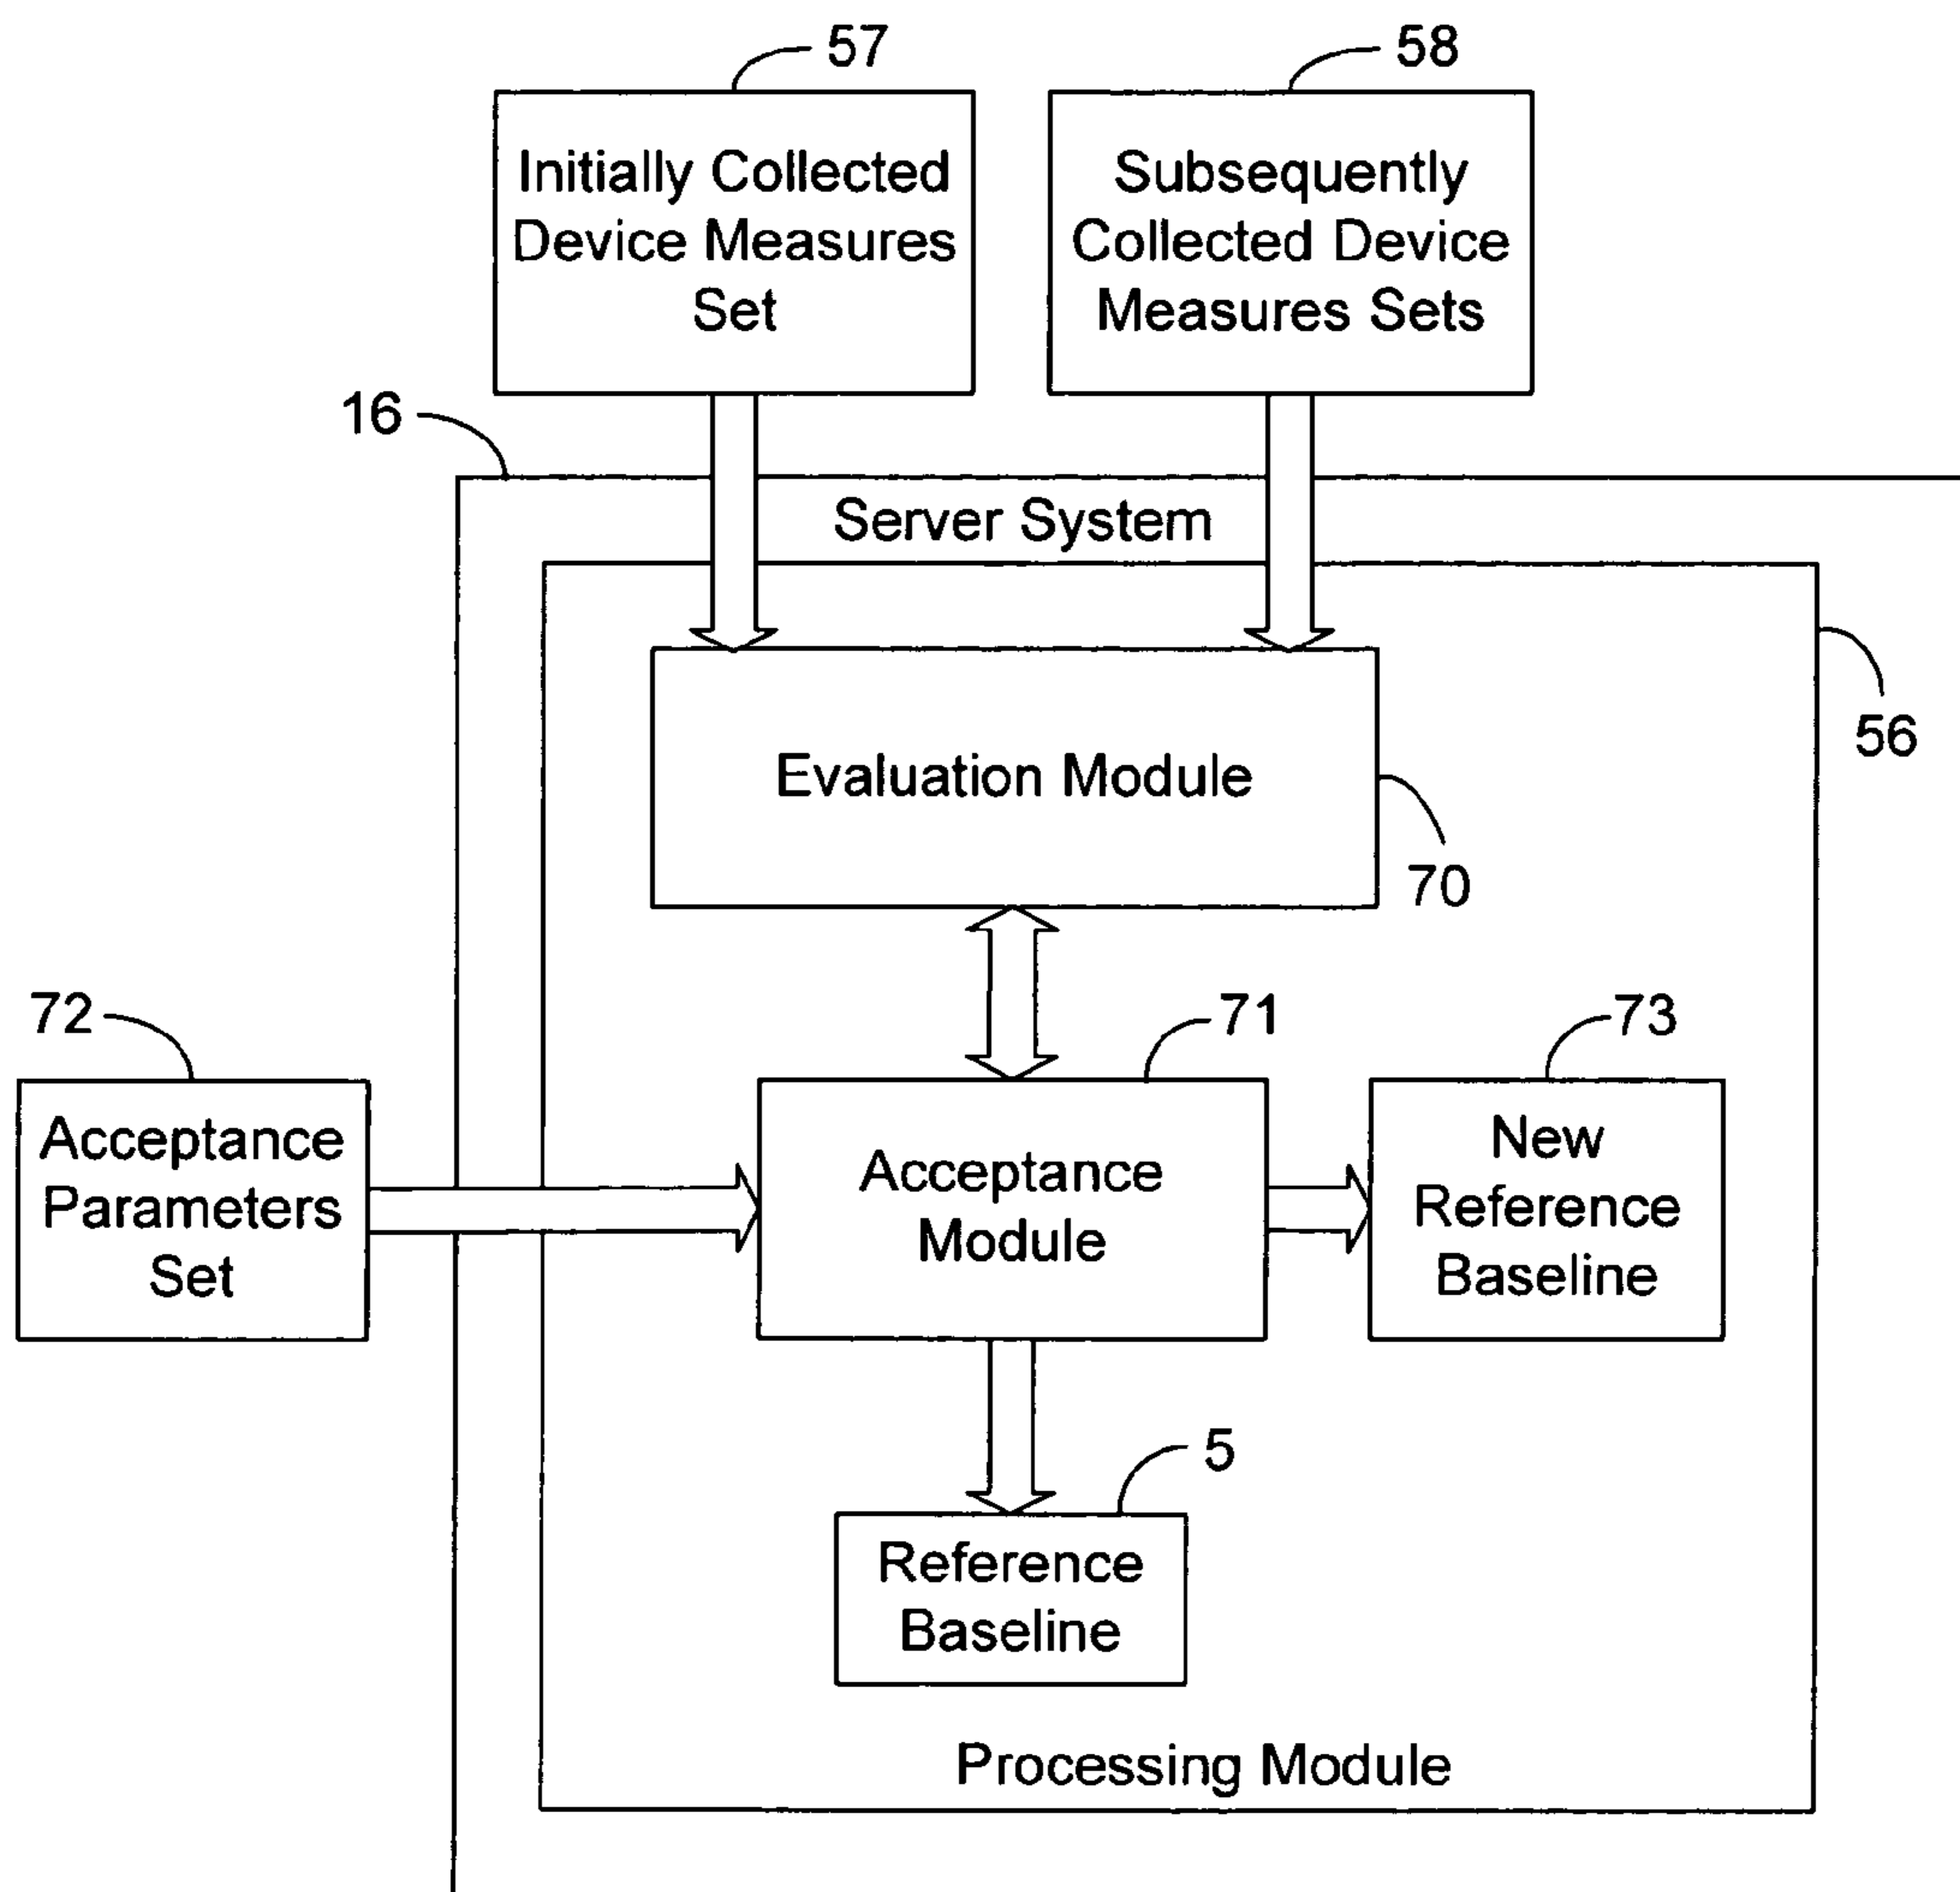 57
58
Initially Collected
Device Measures
Set
Subsequently
Collected Device
Measures Sets
16
Server System
56
Evaluation Module
70
72
71
73
Acceptance
Parameters
Set
Acceptance
Module
New
Reference
Baseline
5
Reference
Baseline
Processing Module